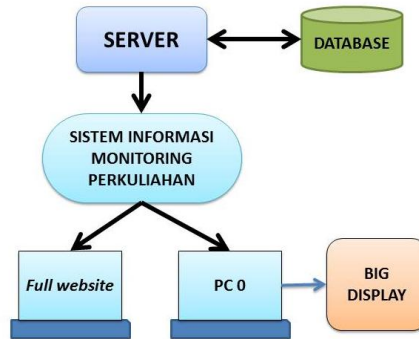 SERVER
DATABASE
SISTEM INFORMASI
MONITORING
PERKULIAHAN
Full website
PC 0
BIG
DISPLAY